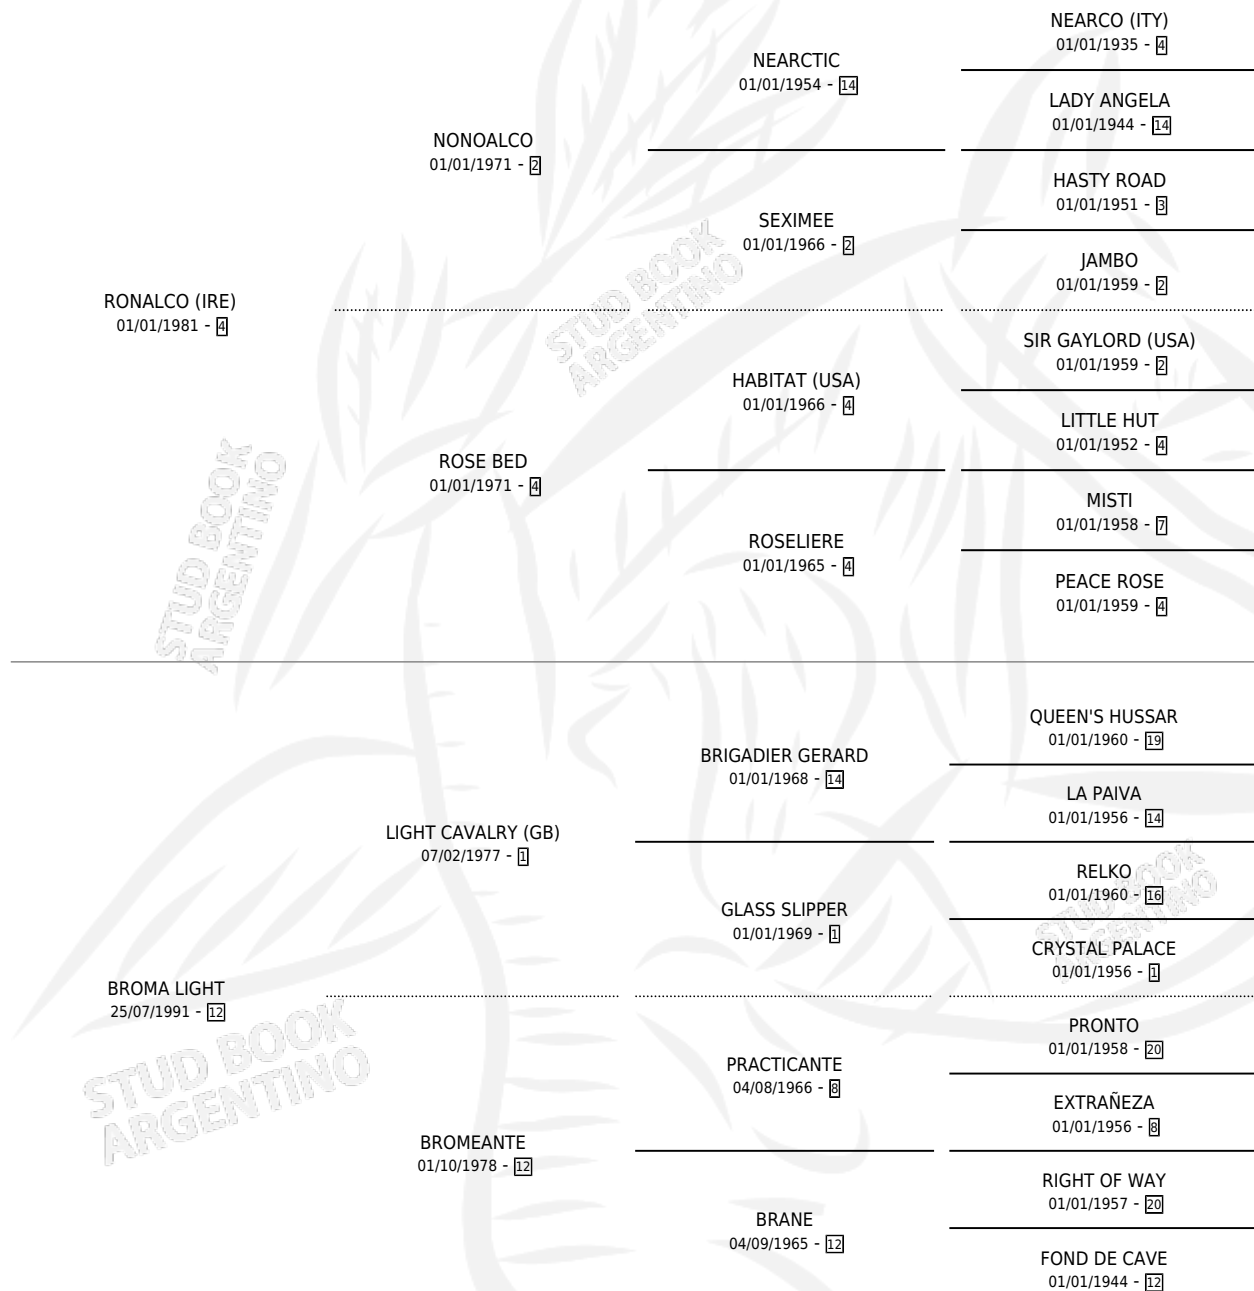 NEARCO (ITY)
01/01/1935 - 4
NEARCTIC
01/01/1954 - 14
LADY ANGELA
01/01/1944 - 14
NONOALCO
01/01/1971 - 2
HASTY ROAD
01/01/1951 - 3
SEXIMEE
01/01/1966 - 2
JAMBO
01/01/1959 - 2
RONALCO (IRE)
01/01/1981 - 4
SIR GAYLORD (USA)
01/01/1959 - 2
HABITAT (USA)
01/01/1966 - 4
LITTLE HUT
01/01/1952 - 4
ROSE BED
01/01/1971 - 4
MISTI
01/01/1958 - 7
ROSELIERE
01/01/1965 - 4
PEACE ROSE
01/01/1959 - 4
QUEEN'S HUSSAR
01/01/1960 - 19
BRIGADIER GERARD
01/01/1968 - 14
LA PAIVA
01/01/1956 - 14
LIGHT CAVALRY (GB)
07/02/1977 - 1
RELKO
01/01/1960 - 16
GLASS SLIPPER
01/01/1969 - 1
CRYSTAL PALACE
01/01/1956 - 1
BROMA LIGHT
25/07/1991 - 12
PRONTO
01/01/1958 - 20
PRACTICANTE
04/08/1966 - 8
EXTRAÑEZA
01/01/1956 - 8
BROMEANTE
01/10/1978 - 12
RIGHT OF WAY
01/01/1957 - 20
BRANE
04/09/1965 - 12
FOND DE CAVE
01/01/1944 - 12
STUD BOOK
ARGENTINO
STUD BOOK
ARGENTINO
STUD BOOK
ARGENTINO
STUD BOOK
ARGENTINO